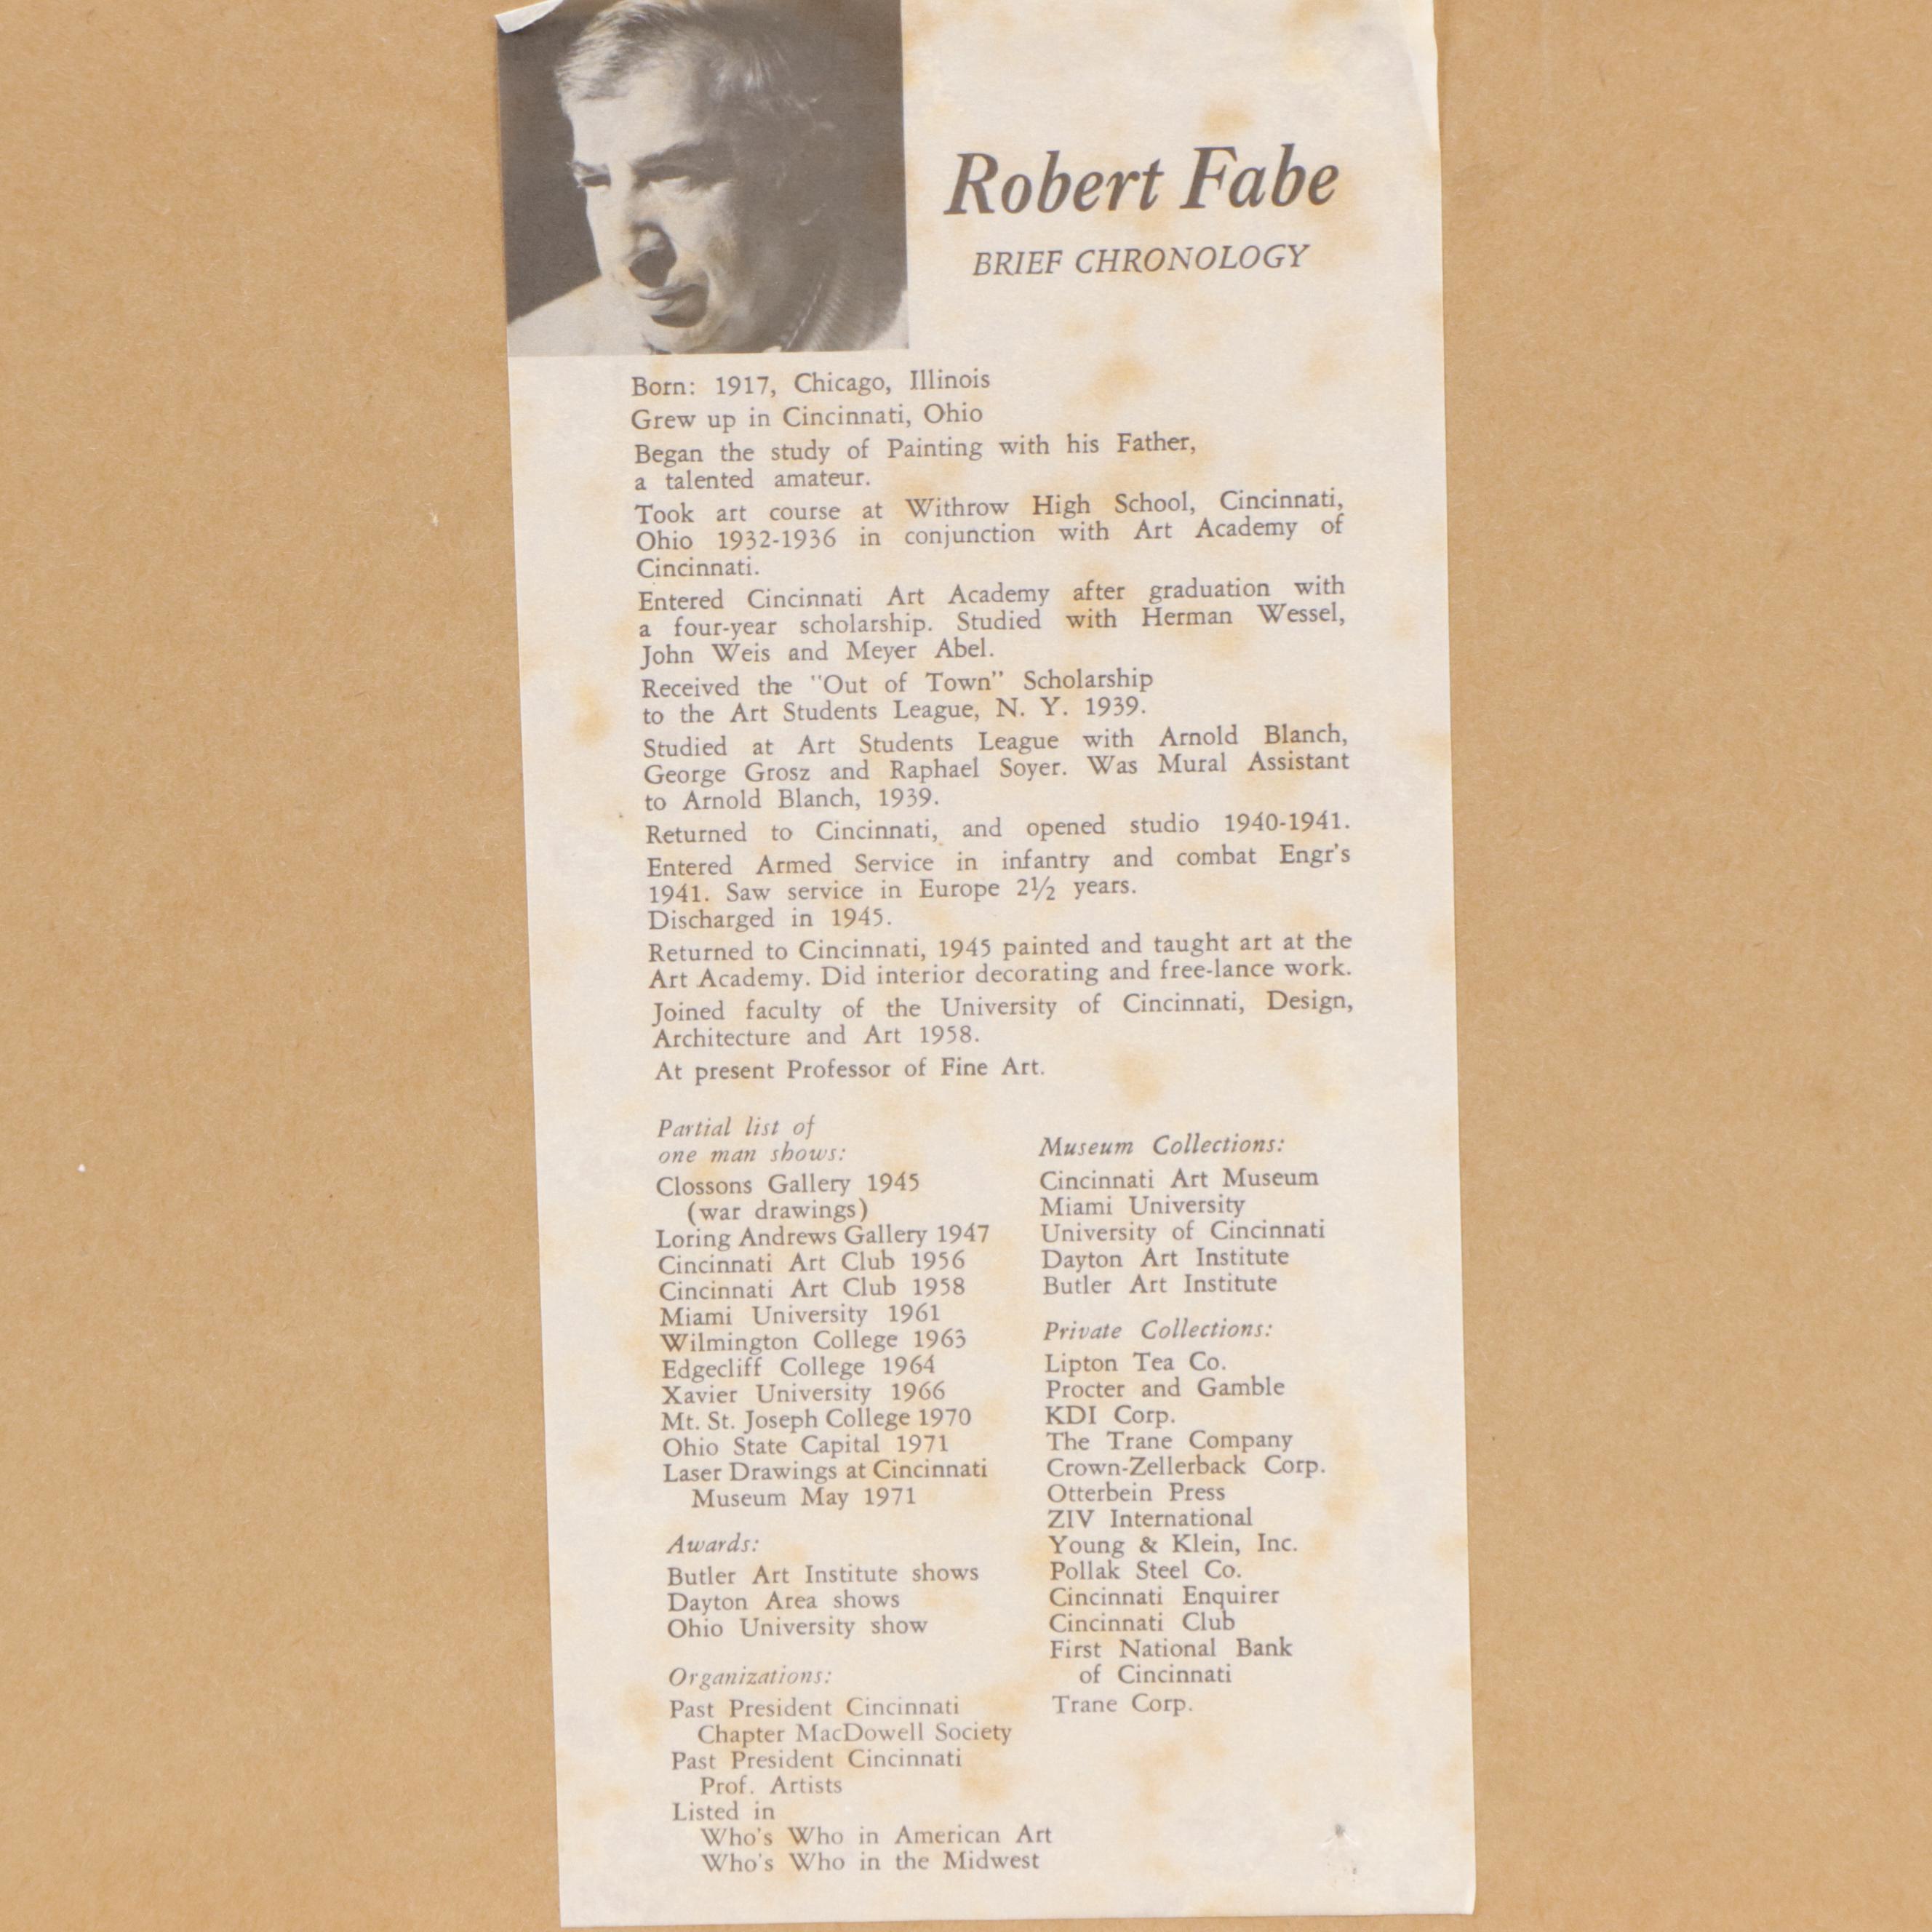 Robert Fabe
BRIEF CHRONOLOGY
Born: 1917, Chicago, Illinois
Grew up in Cincinnati, Ohio
Began the study of Painting with his Father,
a talented amateur.
Took art course at Withrow High School, Cincinnati,
Ohio 1932-1936 in conjunction with Art Academy of
Cincinnati.
Entered Cincinnati Art Academy after graduation with
a four-year scholarship. Studied with Herman Wessel,
John Weis and Meyer Abel.
Received the "Out of Town" Scholarship
to the Art Students League, N. Y. 1939.
Studied at Art Students League with Arnold Blanch,
George Grosz and Raphael Soyer. Was Mural Assistant
to Arnold Blanch, 1939.
Returned to Cincinnati, and opened studio 1940-1941.
Entered Armed Service in infantry and combat Engr's
1941. Saw service in Europe 2½ years.
Discharged in 1945.
Returned to Cincinnati, 1945 painted and taught art at the
Art Academy. Did interior decorating and free-lance work.
Joined faculty of the University of Cincinnati, Design,
Architecture and Art 1958.
At present Professor of Fine Art.
Partial list of
one man shows:
Clossons Gallery 1945
(war drawings)
Loring Andrews Gallery 1947
Cincinnati Art Club 1956
Cincinnati Art Club 1958
Miami University 1961
Wilmington College 1963
Edgecliff College 1964
Xavier University 1966
Mt. St. Joseph College 1970
Ohio State Capital 1971
Laser Drawings at Cincinnati
Museum May 1971
Awards:
Butler Art Institute shows
Dayton Area shows
Ohio University show
Organizations:
Past President Cincinnati
Chapter MacDowell Society
Past President Cincinnati
Prof. Artists
Listed in
Who's Who in American Art
Who's Who in the Midwest
Museum Collections:
Cincinnati Art Museum
Miami University
University of Cincinnati
Dayton Art Institute
Butler Art Institute
Private Collections:
Lipton Tea Co.
Procter and Gamble
KDI Corp.
The Trane Company
Crown-Zellerback Corp.
Otterbein Press
ZIV International
Young & Klein, Inc.
Pollak Steel Co.
Cincinnati Enquirer
Cincinnati Club
First National Bank
of Cincinnati
Trane Corp.